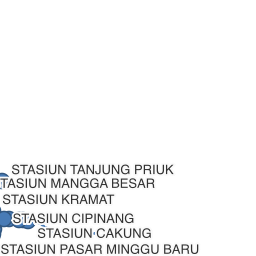 STASIUN TANJUNG PRIUK
TASIUN MANGGA BESAR
STASIUN KRAMAT
STASIUN CIPINANG
STASIUN CAKUNG
STASIUN PASAR MINGGU BARU